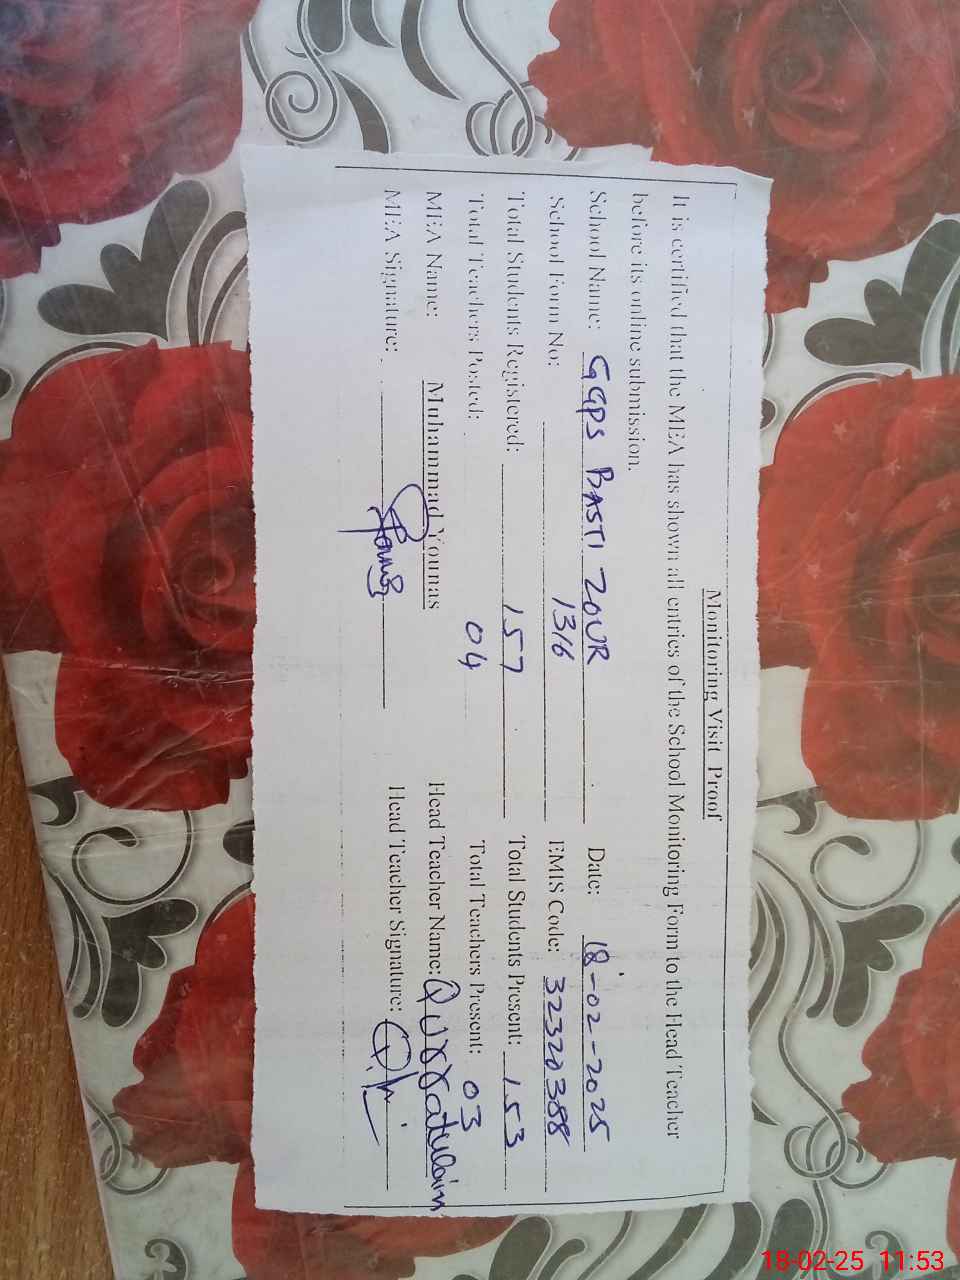 Monitoring Visit Proof
It is certified that the MEA has shown all entries of the School Monitoring Form to the Head Teacher
before its online submission.
School Name: GGPS BASTI ZOUR Date: 18-02-2025
School Form No: 1316 EMIS Code: 32320388
Total Students Registered: 157 Total Students Present: 153
Total Teachers Posted: 04 Total Teachers Present: 03
MEA Name: Muhammad Younas Head Teacher Name: Qurratulain
MEA Signature: Head Teacher Signature:
18-02-25 11:53